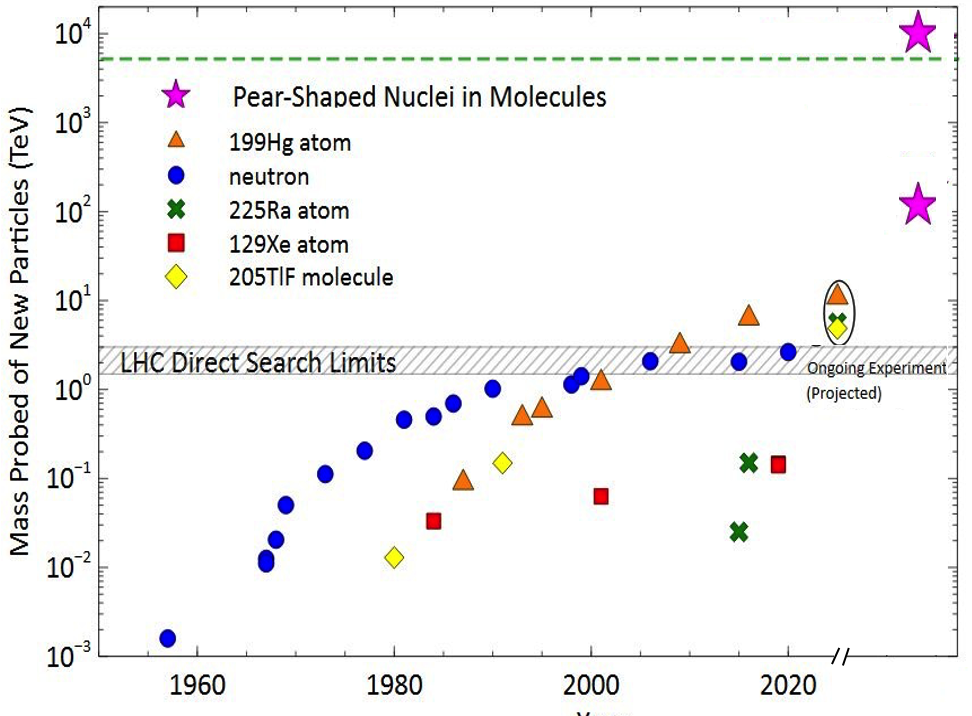 10⁴
10³
10²
10¹
10⁰
10⁻¹
10⁻²
10⁻³
Mass Probed of New Particles (TeV)
Pear-Shaped Nuclei in Molecules
199Hg atom
neutron
225Ra atom
129Xe atom
205TlF molecule
LHC Direct Search Limits
Ongoing Experiment
(Projected)
1960
1980
2000
2020